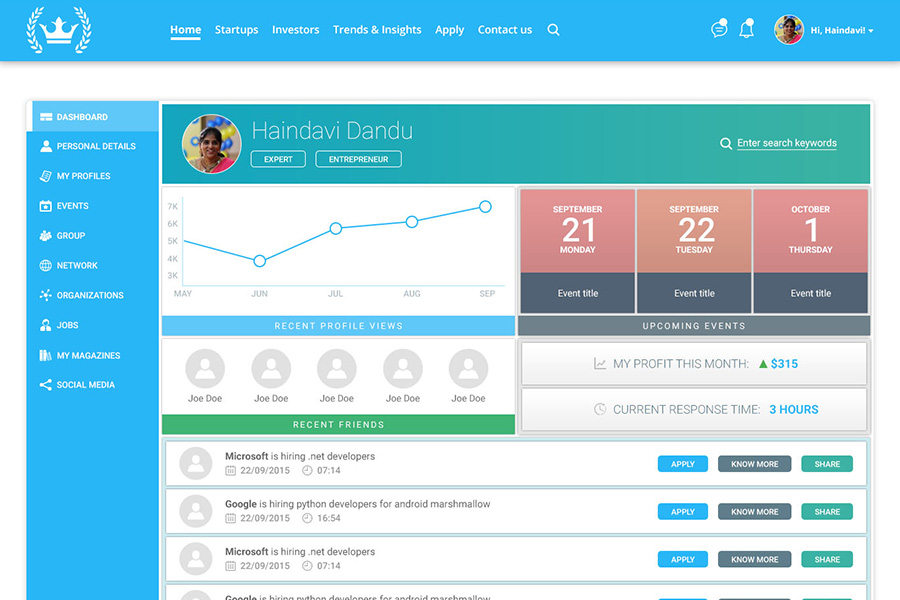 Home Startups Investors Trends & Insights Apply Contact us
Hi, Haindavi!
DASHBOARD
PERSONAL DETAILS
MY PROFILES
EVENTS
GROUP
NETWORK
ORGANIZATIONS
JOBS
MY MAGAZINES
SOCIAL MEDIA
Haindavi Dandu
EXPERT ENTREPRENEUR
Enter search keywords
7K
6K
5K
4K
3K
MAY JUN JUL AUG SEP
RECENT PROFILE VIEWS
SEPTEMBER
21
MONDAY
Event title
SEPTEMBER
22
TUESDAY
Event title
OCTOBER
1
THURSDAY
Event title
UPCOMING EVENTS
Joe Doe Joe Doe Joe Doe Joe Doe Joe Doe
RECENT FRIENDS
MY PROFIT THIS MONTH: $315
CURRENT RESPONSE TIME: 3 HOURS
Microsoft is hiring .net developers
22/09/2015 07:14
APPLY KNOW MORE SHARE
Google is hiring python developers for android marshmallow
22/09/2015 16:54
APPLY KNOW MORE SHARE
Microsoft is hiring .net developers
22/09/2015 07:14
APPLY KNOW MORE SHARE
Google is hiring python developers for android marshmallow